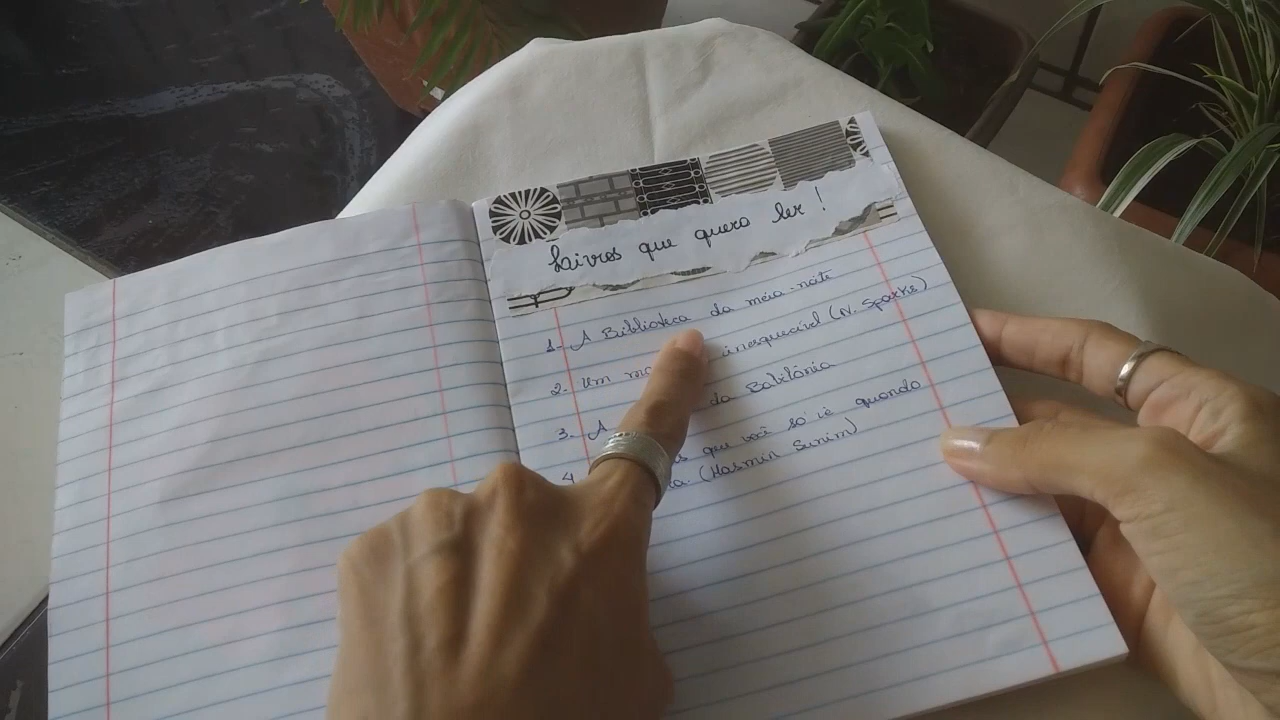 Livros que quero ler!
1. A Biblioteca da meia-noite
2. Um inesquecível (N. Sparks)
3. A da Babilônia
4 que você só vê quando
(Hasmin Sunim)